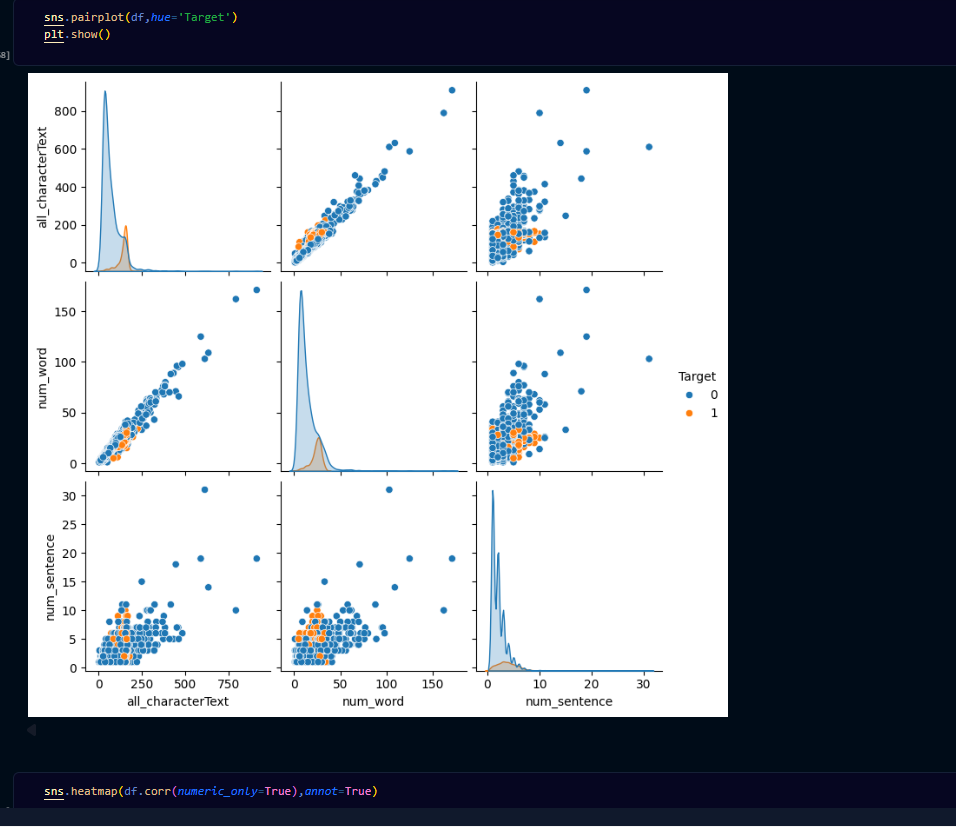 sns.pairplot(df,hue='Target')
plt.show()
8]
all_characterText
800
600
400
200
0
num_word
150
100
50
0
Target
0
1
num_sentence
30
25
20
15
10
5
0
0 250 500 750
all_characterText
0 50 100 150
num_word
0 10 20 30
num_sentence
sns.heatmap(df.corr(numeric_only=True),annot=True)